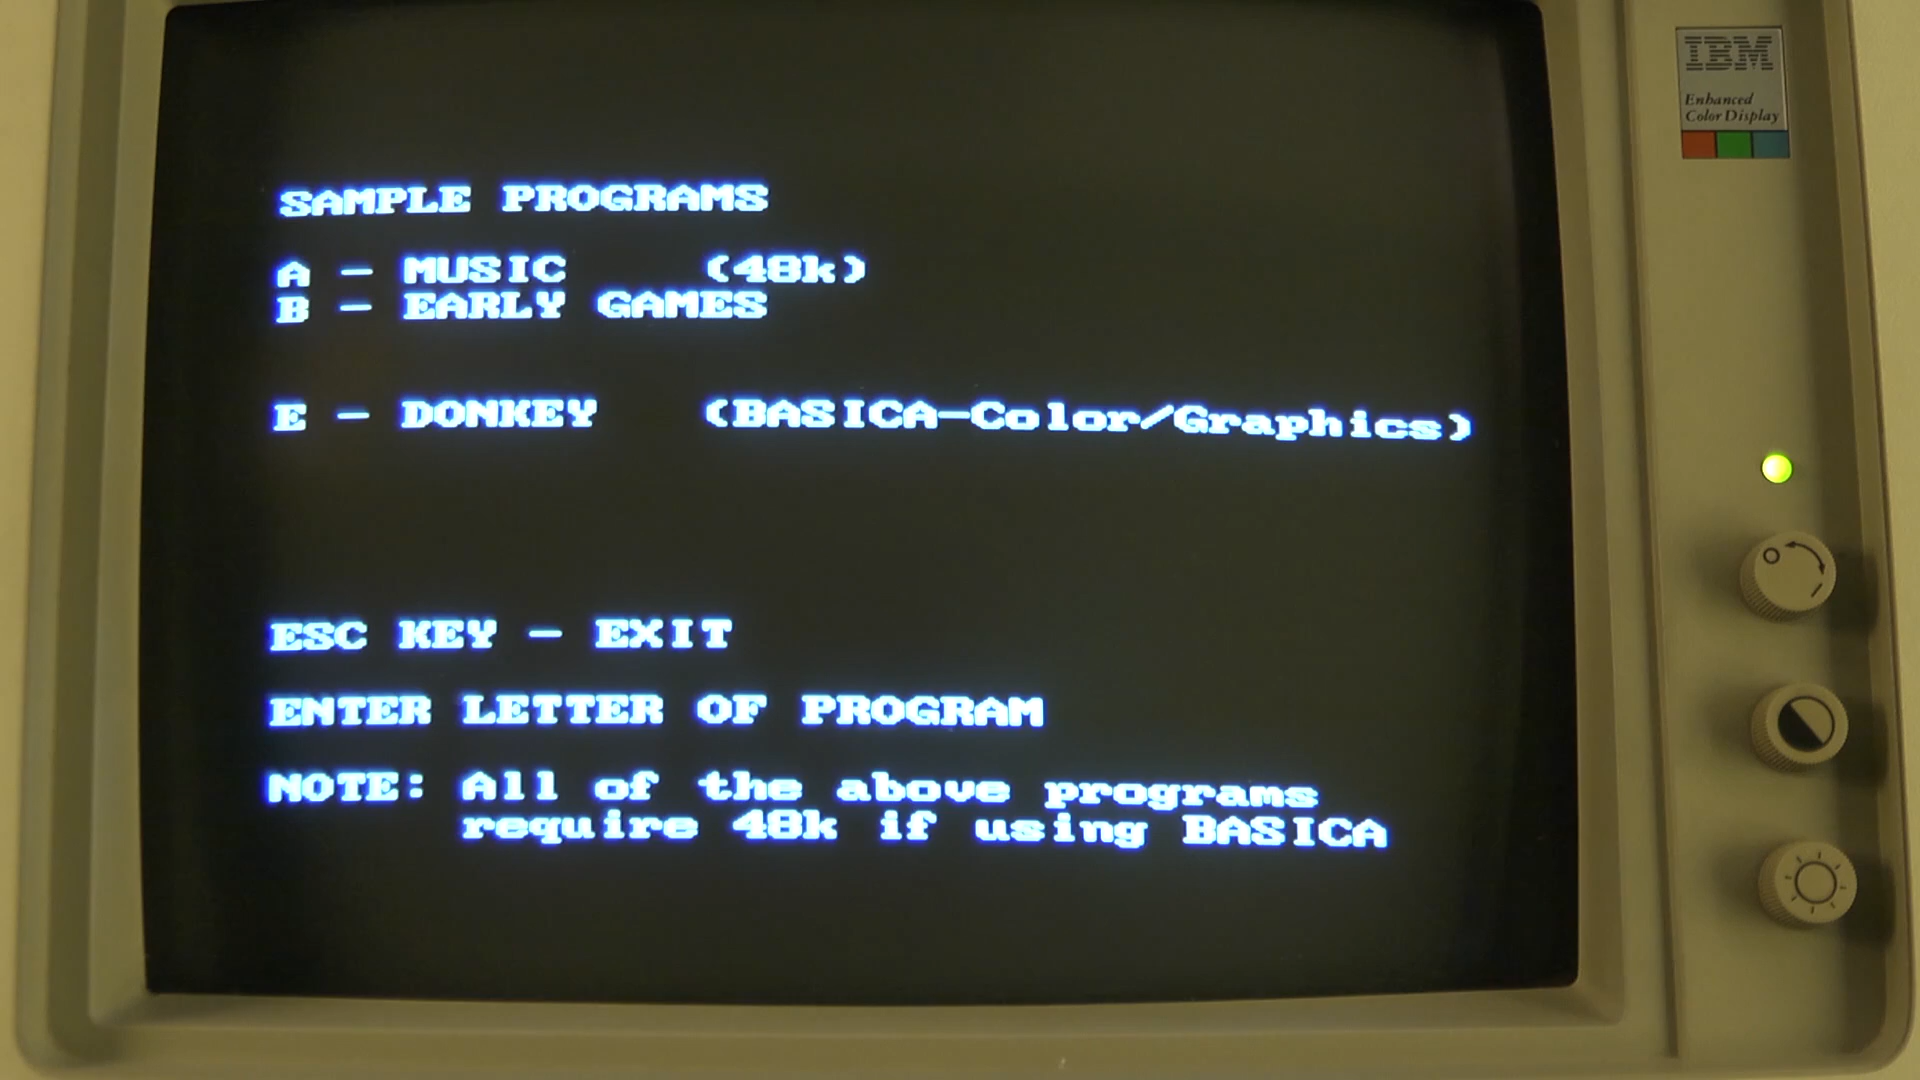 SAMPLE PROGRAMS
A - MUSIC (48k)
B - EARLY GAMES
E - DONKEY (BASICA-Color/Graphics)
ESC KEY - EXIT
ENTER LETTER OF PROGRAM
NOTE: All of the above programs
require 48k if using BASICA
IBM
Enhanced
Color Display